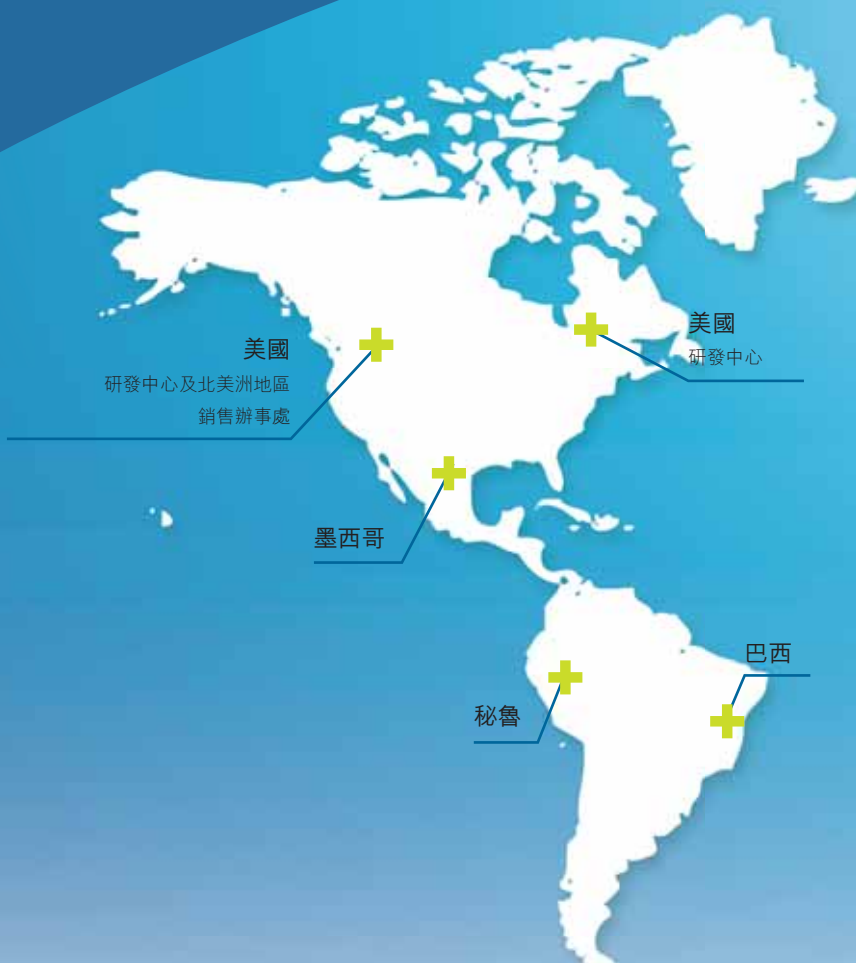 美國
研發中心及北美洲地區
銷售辦事處
美國
研發中心
墨西哥
巴西
秘魯